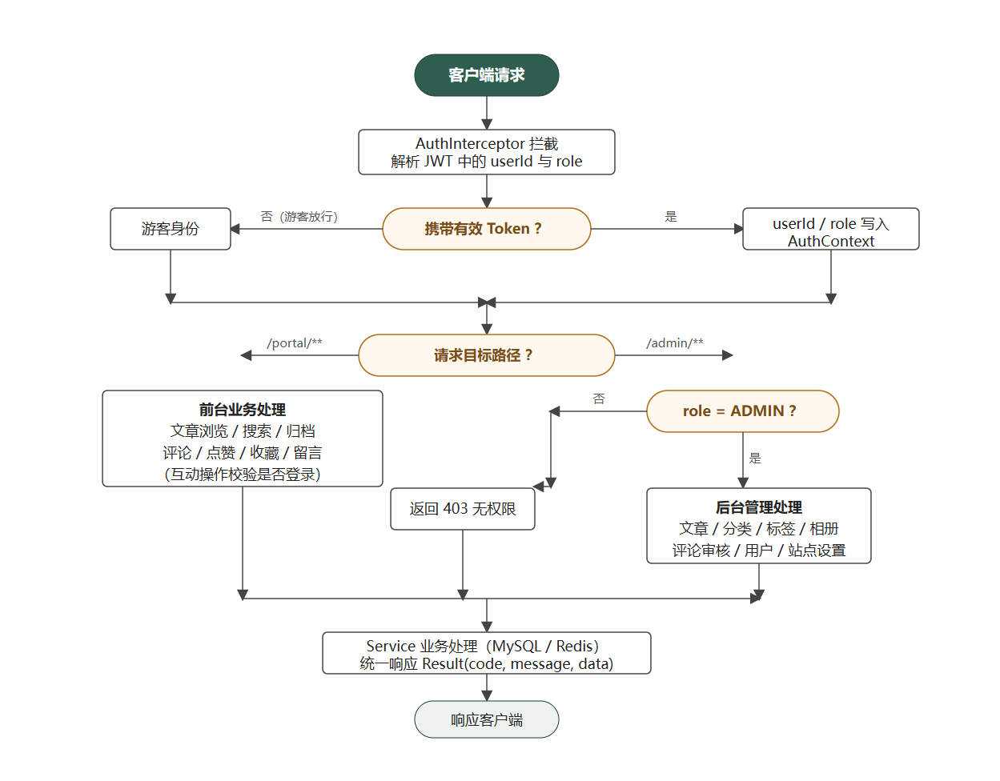 客户端请求
AuthInterceptor 拦截
解析 JWT 中的 userId 与 role
否（游客放行）
是
游客身份
携带有效 Token？
userId / role 写入
AuthContext
/portal/**
/admin/**
请求目标路径？
前台业务处理
文章浏览 / 搜索 / 归档
评论 / 点赞 / 收藏 / 留言
（互动操作校验是否登录）
否
role = ADMIN？
是
返回 403 无权限
后台管理处理
文章 / 分类 / 标签 / 相册
评论审核 / 用户 / 站点设置
Service 业务处理（MySQL / Redis）
统一响应 Result(code, message, data)
响应客户端